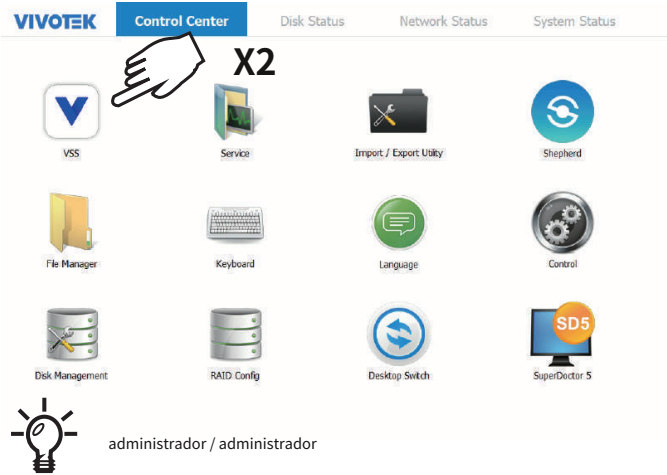 VIVOTEK Control Center Disk Status Network Status System Status
X2
VSS Service Import / Export Utility Shepherd
File Manager Keyboard Language Control
SD5
Disk Management RAID Config Desktop Switch SuperDoctor 5
administrador / administrador